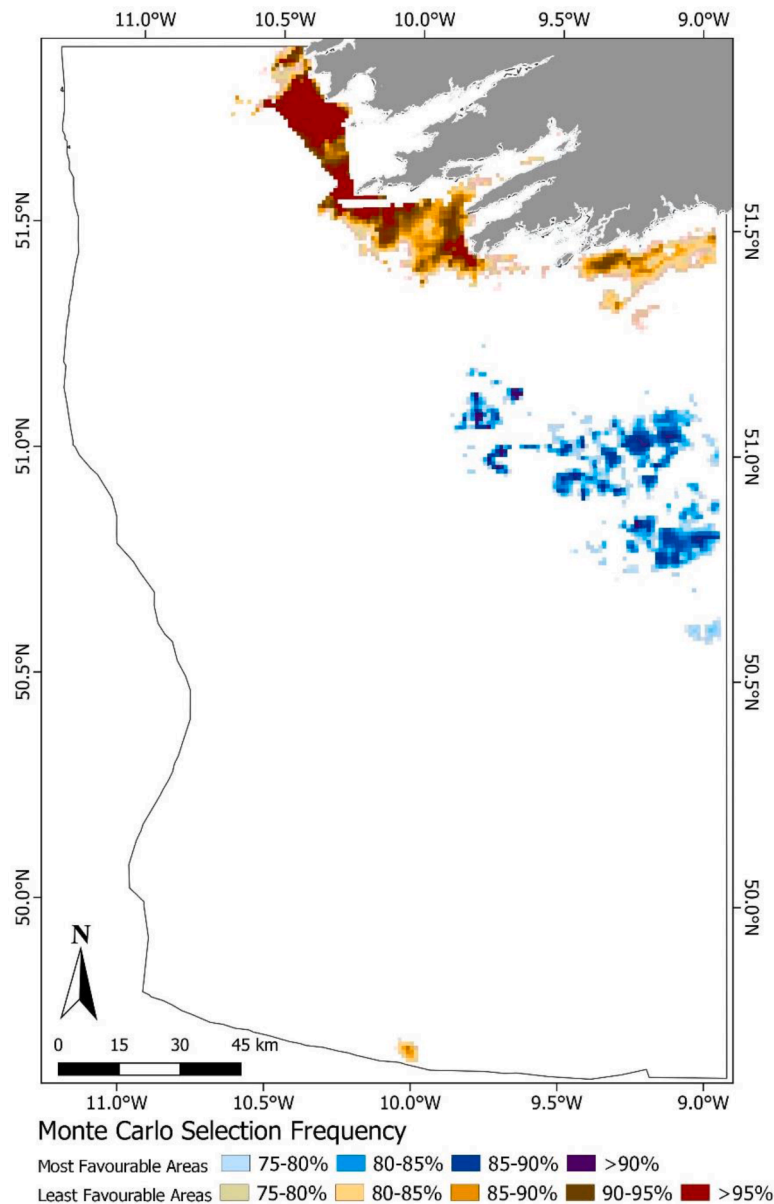 11.0°W 10.5°W 10.0°W 9.5°W 9.0°W
51.5°N 51.5°N
51.0°N 51.0°N
50.5°N 50.5°N
50.0°N 50.0°N
N
0 15 30 45 km
11.0°W 10.5°W 10.0°W 9.5°W 9.0°W
Monte Carlo Selection Frequency
Most Favourable Areas 75-80% 80-85% 85-90% >90%
Least Favourable Areas 75-80% 80-85% 85-90% 90-95% >95%